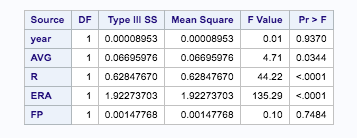 Source DF Type III SS Mean Square F Value Pr > F
year 1 0.00008953 0.00008953 0.01 0.9370
AVG 1 0.06695976 0.06695976 4.71 0.0344
R 1 0.62847670 0.62847670 44.22 <.0001
ERA 1 1.92273703 1.92273703 135.29 <.0001
FP 1 0.00147768 0.00147768 0.10 0.7484